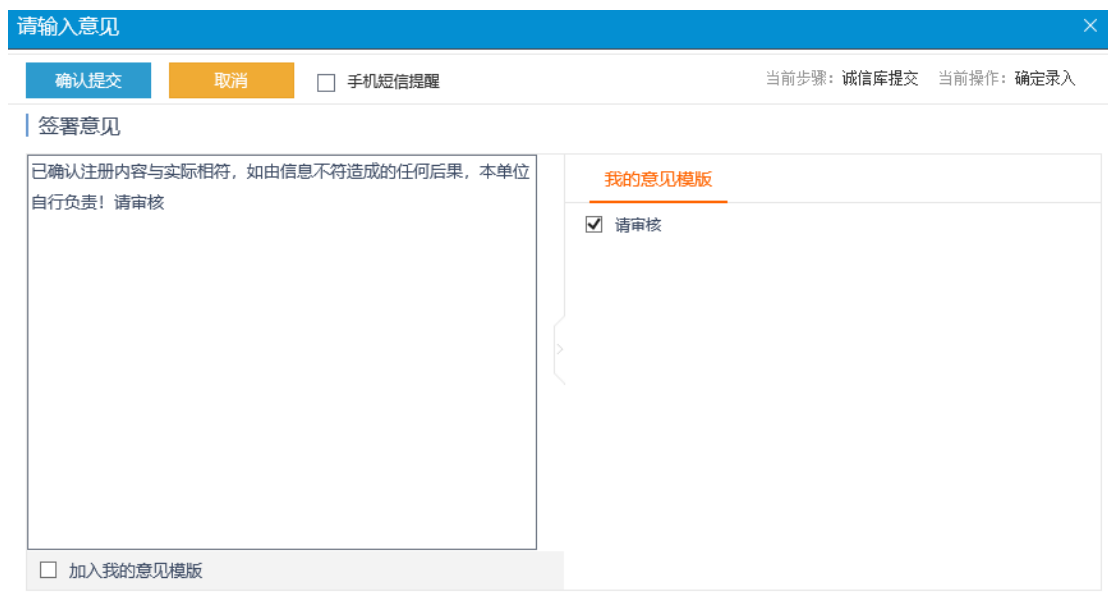 请输入意见
确认提交 取消 手机短信提醒 当前步骤：诚信库提交 当前操作：确定录入
签署意见
已确认注册内容与实际相符，如由信息不符造成的任何后果，本单位
自行负责！请审核
我的意见模版
请审核
加入我的意见模版